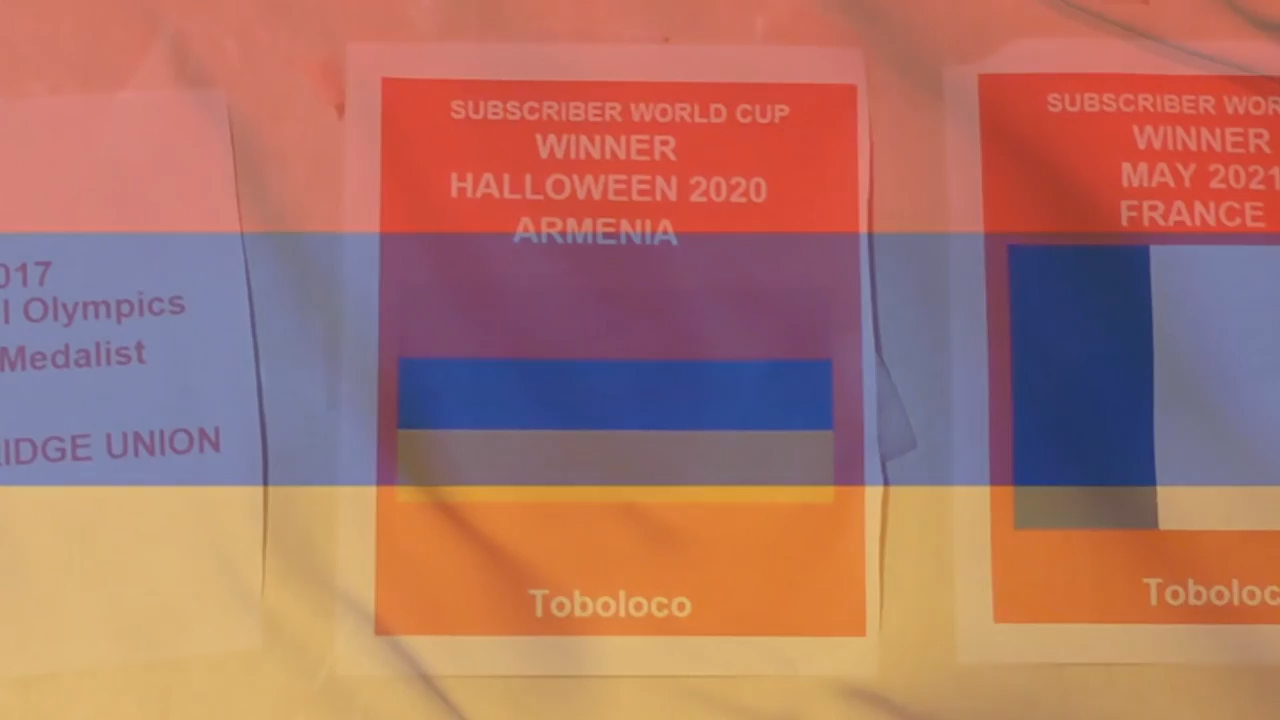 017
l Olympics
Medalist
IDGE UNION
SUBSCRIBER WORLD CUP
WINNER
HALLOWEEN 2020
ARMENIA
Toboloco
SUBSCRIBER WOR
WINNER
MAY 2021
FRANCE
Toboloc